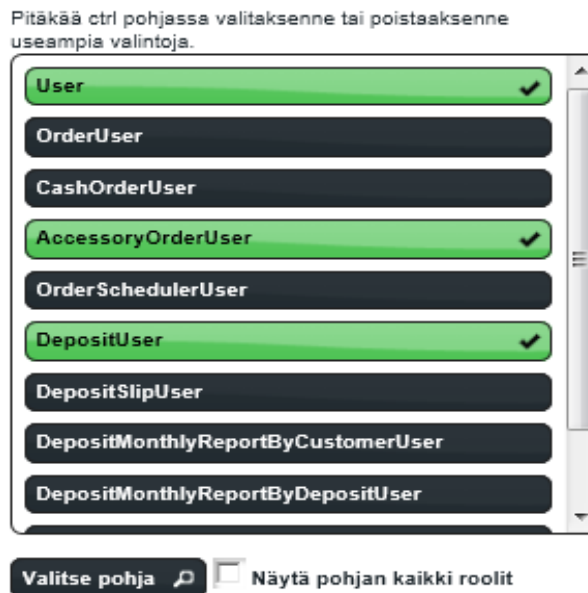 Pitäkää ctrl pohjassa valitaksenne tai poistaaksenne
useampia valintoja.
User
OrderUser
CashOrderUser
AccessoryOrderUser
OrderSchedulerUser
DepositUser
DepositSlipUser
DepositMonthlyReportByCustomerUser
DepositMonthlyReportByDepositUser
Valitse pohja Näytä pohjan kaikki roolit